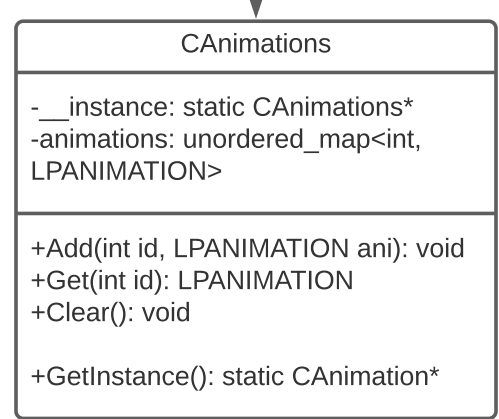 CAnimations
-__instance: static CAnimations*
-animations: unordered_map<int,
LPANIMATION>
+Add(int id, LPANIMATION ani): void
+Get(int id): LPANIMATION
+Clear(): void
+GetInstance(): static CAnimation*